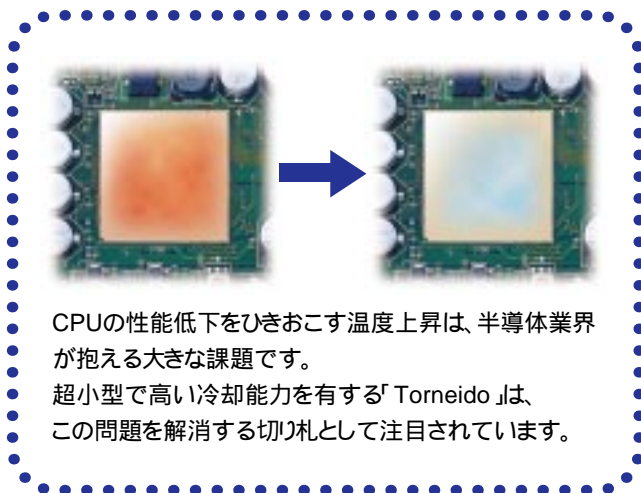 CPUの性能低下をひきおこす温度上昇は、半導体業界
が抱える大きな課題です。
超小型で高い冷却能力を有する「Torneido」は、
この問題を解消する切り札として注目されています。